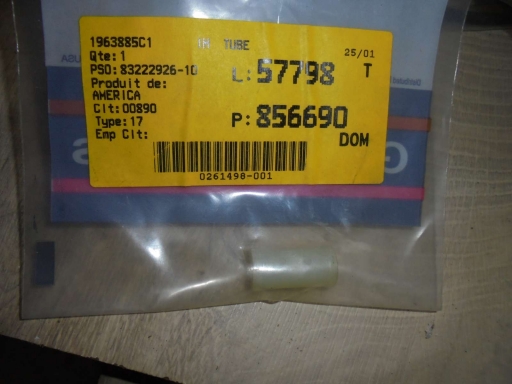 1963885C1 TUBE
Qte: 1 25/01
PSO: 83222926-10 L: 57798 T
Produit de:
AMERICA
Clt: 00890 P: 856690
Type: 17 DOM
Emp Clt:
0261498-001